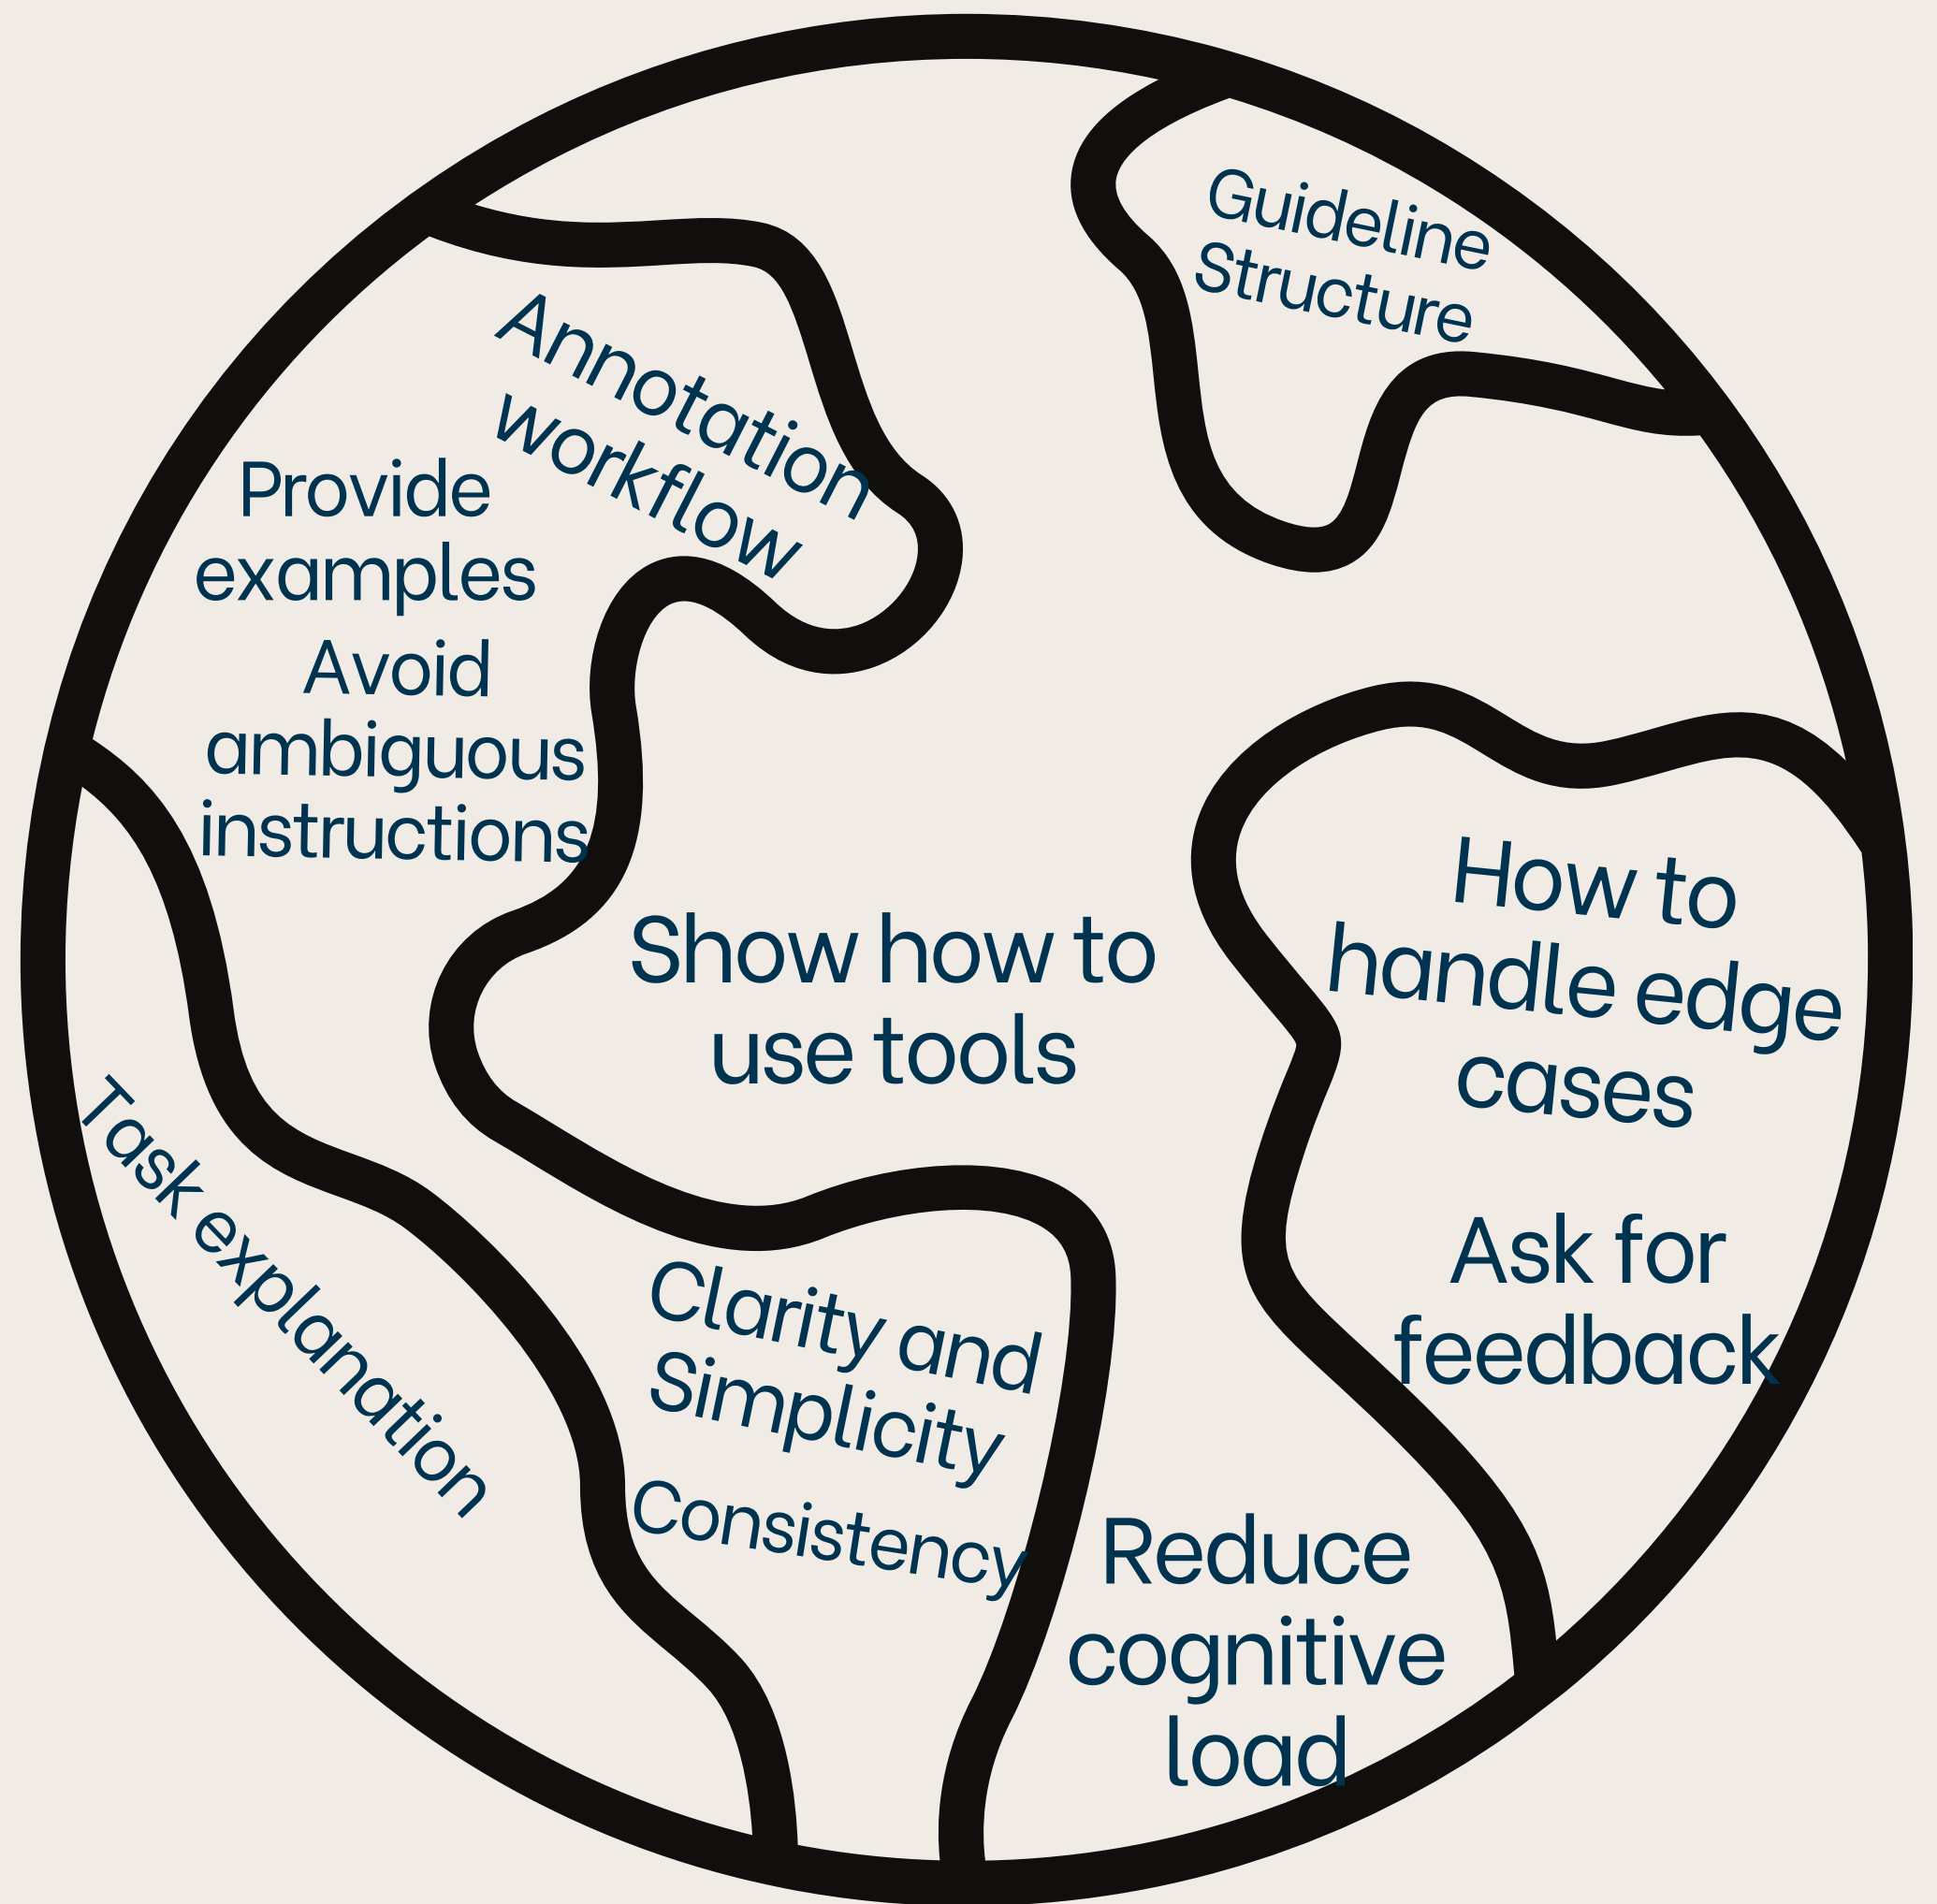 Guideline
Structure
Annotation
workflow
Provide
examples
Avoid
ambiguous
instructions
Show how to
use tools
How to
handle edge
cases
Task explanation
Clarity and
Simplicity
Consistency
Ask for
feedback
Reduce
cognitive
load